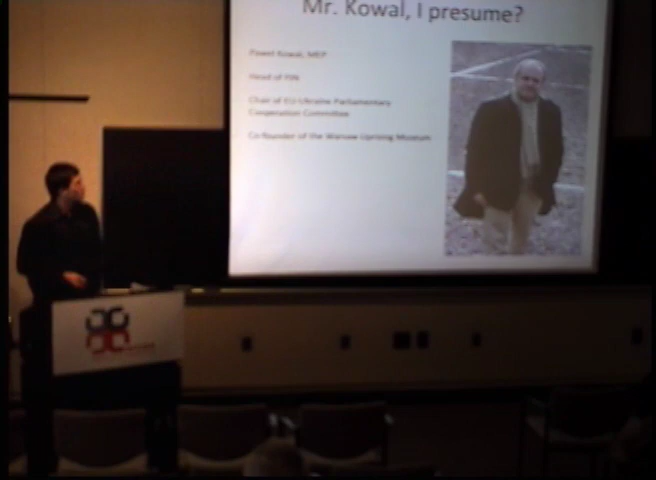 Mr. Kowal, I presume?
Paweł Kowal, MEP
Head of PJN
Chair of EU-Ukraine Parliamentary
Cooperation Committee
Co-founder of the Warsaw Uprising Museum